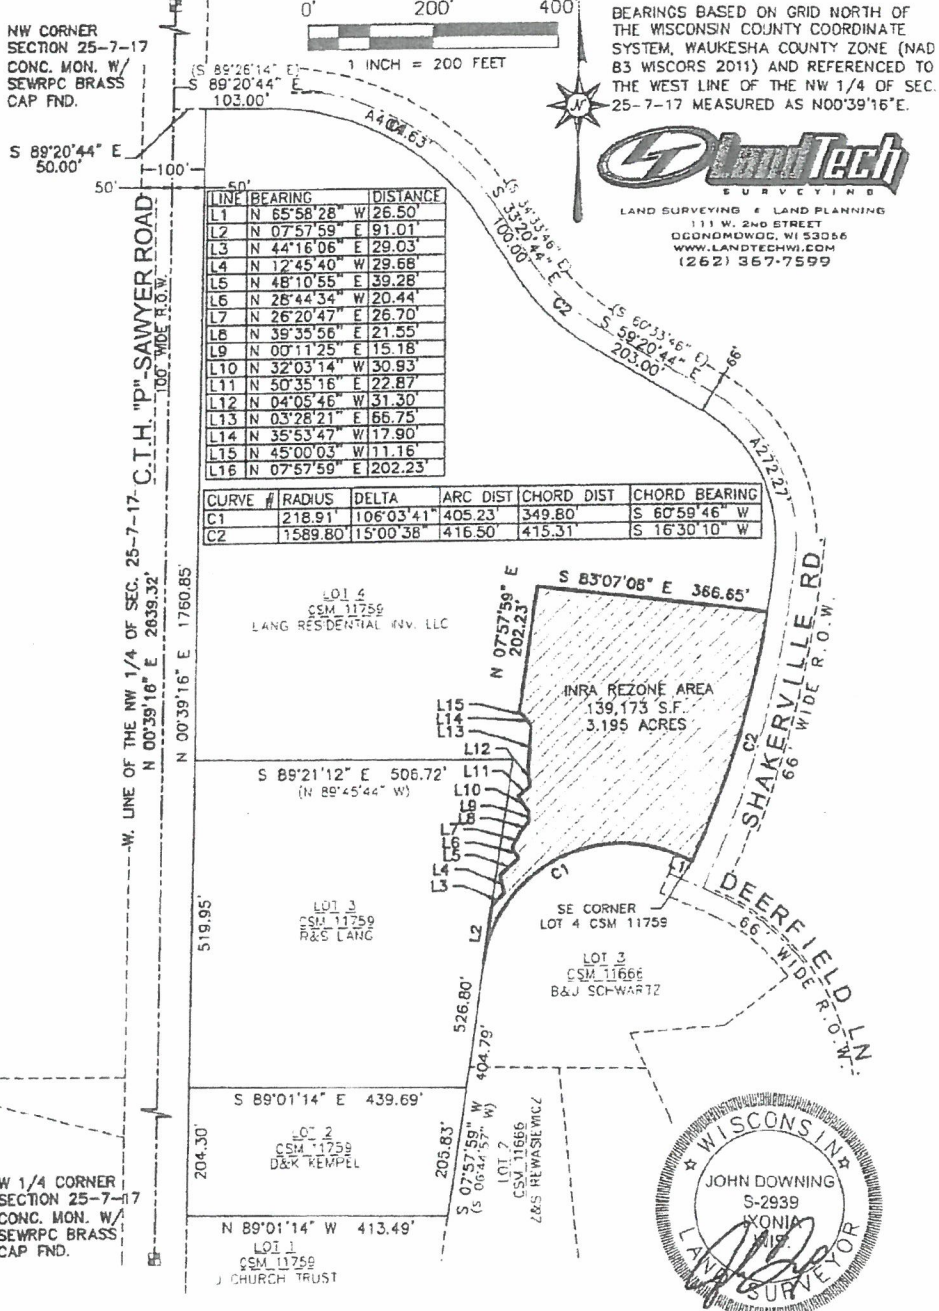 0' 200' 400'
1 INCH = 200 FEET
NW CORNER
SECTION 25-7-17
CONC. MON. W/
SEWRPC BRASS
CAP FND.
BEARINGS BASED ON GRID NORTH OF
THE WISCONSIN COUNTY COORDINATE
SYSTEM, WAUKESHA COUNTY ZONE (NAD
83 WISCORS 2011) AND REFERENCED TO
THE WEST LINE OF THE NW 1/4 OF SEC.
25-7-17 MEASURED AS N00°39'16"E.
N
LT LandTech
SURVEYING
LAND SURVEYING & LAND PLANNING
111 W. 2ND STREET
OCONOMOWOC, WI 53066
WWW.LANDTECHWI.COM
(262) 367-7599
(S 89°26'14" E)
S 89°20'44" E
103.00'
S 89°20'44" E
50.00'
100'
50' 50'
A404.63'
(S 34°33'46" E)
S 33°20'44" E
100.00'
C2
(S 60°33'46" E)
S 59°20'44" E
203.00'
66'
A272.27'
LINE BEARING DISTANCE
L1 N 65°58'28" W 26.50'
L2 N 07°57'59" E 91.01'
L3 N 44°16'06" E 29.03'
L4 N 12°45'40" W 29.68'
L5 N 48°10'55" E 39.28'
L6 N 28°44'34" W 20.44'
L7 N 26°20'47" E 26.70'
L8 N 39°35'56" E 21.55'
L9 N 00°11'25" E 15.18'
L10 N 32°03'14" W 30.93'
L11 N 50°35'16" E 22.87'
L12 N 04°05'46" W 31.30'
L13 N 03°28'21" E 66.75'
L14 N 35°53'47" W 17.90'
L15 N 45°00'03" W 11.16'
L16 N 07°57'59" E 202.23'
CURVE # RADIUS DELTA ARC DIST CHORD DIST CHORD BEARING
C1 218.91' 106°03'41" 405.23' 349.80' S 60°59'46" W
C2 1589.80' 15°00'38" 416.50' 415.31' S 16°30'10" W
C.T.H. "P"-SAWYER ROAD
100' WIDE R.O.W.
W. LINE OF THE NW 1/4 OF SEC. 25-7-17
N 00°39'16" E 2639.32'
N 00°39'16" E 1760.85'
LOT 4
CSM 11759
LANG RESIDENTIAL INV. LLC
N 07°57'59" E
202.23'
S 83°07'08" E 366.65'
INRA REZONE AREA
139,173 S.F.
3.195 ACRES
C2
SHAKERVILLE RD
66' WIDE R.O.W.
L15
L14
L13
L12
L11
L10
L9
L8
L7
L6
L5
L4
L3
L2
C1
L1
S 89°21'12" E 506.72'
(N 89°45'44" W)
SE CORNER
LOT 4 CSM 11759
DEERFIELD LN
66' WIDE R.O.W.
LOT 3
CSM 11759
R&S LANG
519.95'
LOT 3
CSM 11666
B&J SCHWARTZ
526.80'
404.79'
S 89°01'14" E 439.69'
LOT 2
CSM 11759
D&K KEMPEL
204.30'
205.83'
S 07°57'59" W
(S 06°44'57" W)
LOT 2
CSM 11666
Z&S REWASIEWICZ
N 89°01'14" W 413.49'
LOT 1
CSM 11759
J CHURCH TRUST
W 1/4 CORNER
SECTION 25-7-17
CONC. MON. W/
SEWRPC BRASS
CAP FND.
WISCONSIN
JOHN DOWNING
S-2939
IXONIA
WIS.
LAND SURVEYOR